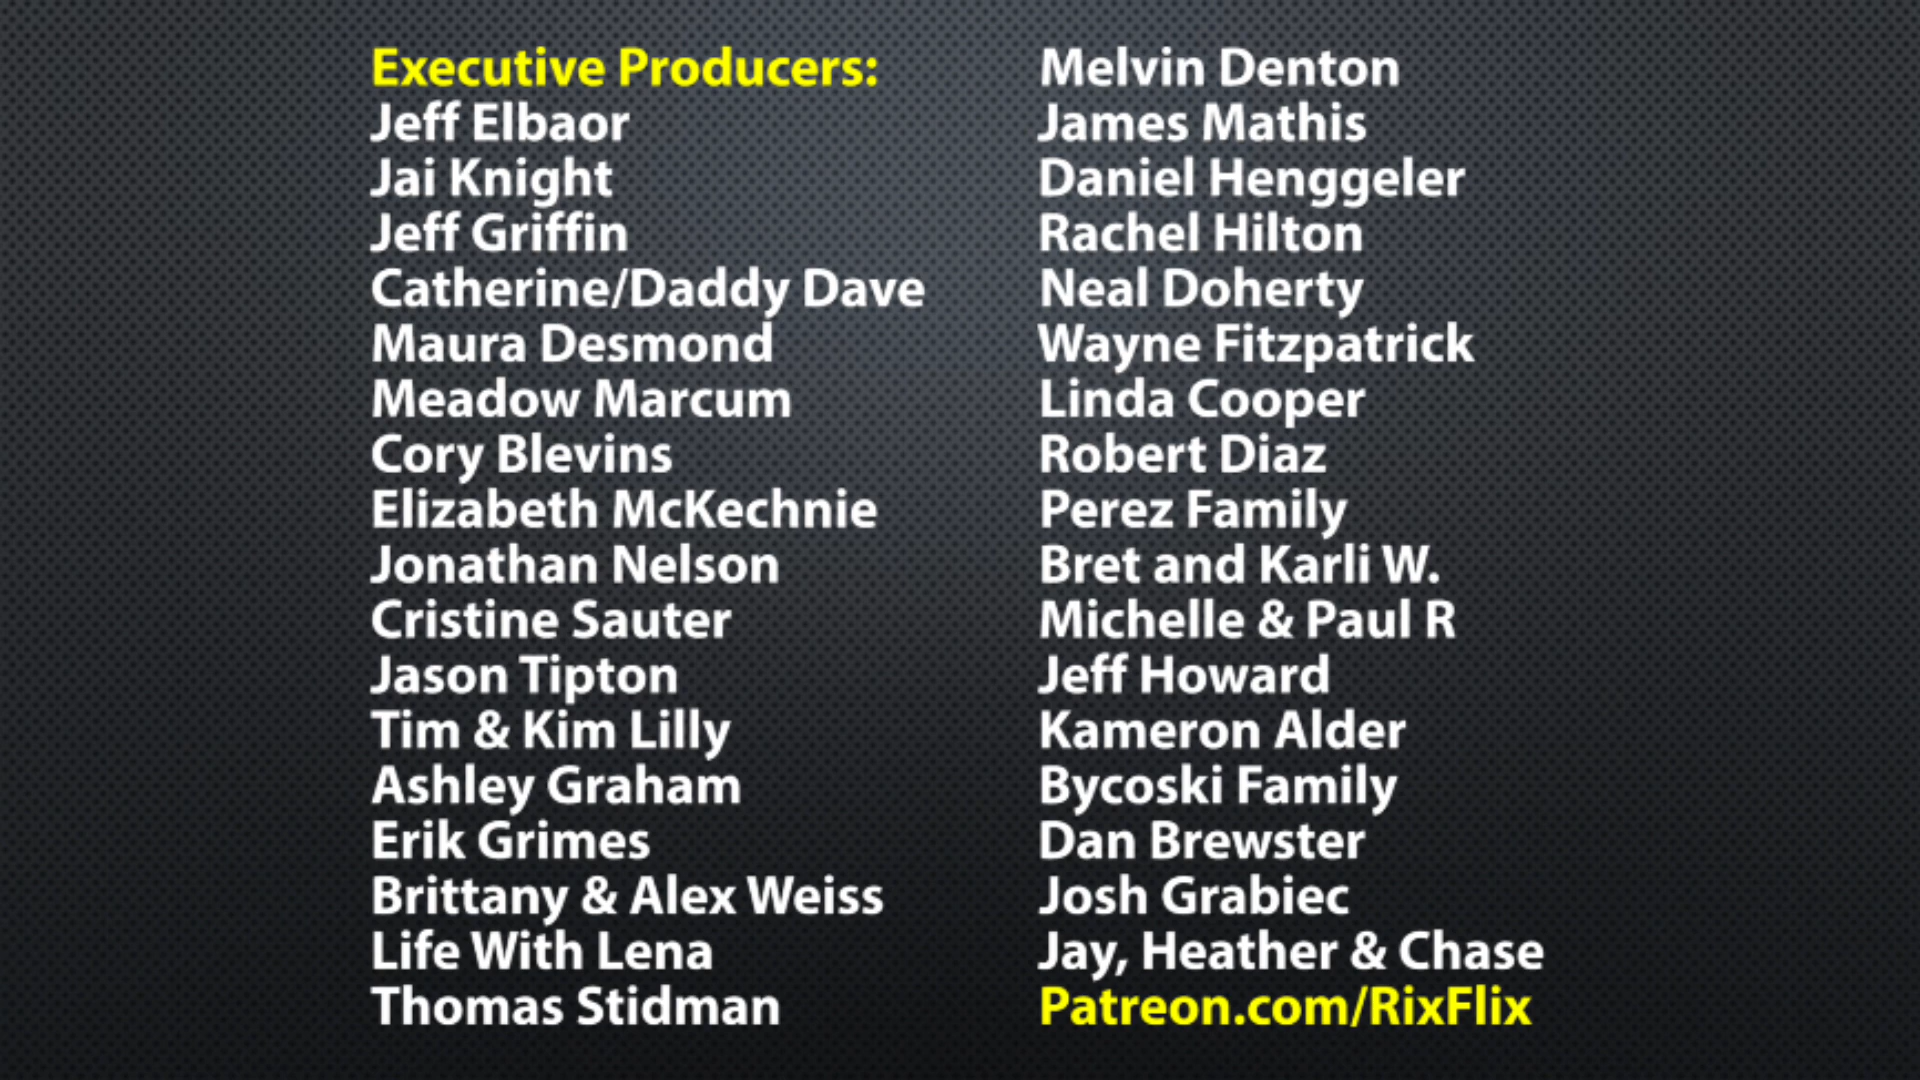 Executive Producers:
Jeff Elbaor
Jai Knight
Jeff Griffin
Catherine/Daddy Dave
Maura Desmond
Meadow Marcum
Cory Blevins
Elizabeth McKechnie
Jonathan Nelson
Cristine Sauter
Jason Tipton
Tim & Kim Lilly
Ashley Graham
Erik Grimes
Brittany & Alex Weiss
Life With Lena
Thomas Stidman
Melvin Denton
James Mathis
Daniel Henggeler
Rachel Hilton
Neal Doherty
Wayne Fitzpatrick
Linda Cooper
Robert Diaz
Perez Family
Bret and Karli W.
Michelle & Paul R
Jeff Howard
Kameron Alder
Bycoski Family
Dan Brewster
Josh Grabiec
Jay, Heather & Chase
Patreon.com/RixFlix